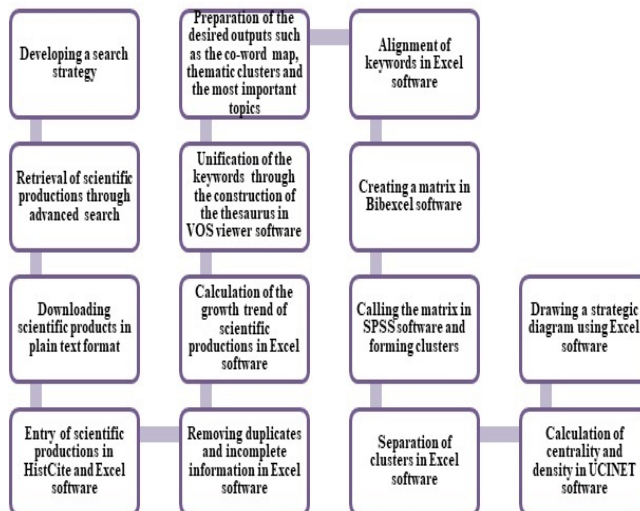 Developing a search
strategy
Retrieval of scientific
productions through
advanced search
Downloading
scientific products in
plain text format
Entry of scientific
productions in
HistCite and Excel
software
Removing duplicates
and incomplete
information in Excel
software
Calculation of the
growth trend of
scientific
productions in Excel
software
Unification of the
keywords through
the construction of
the thesaurus in
VOS viewer software
Preparation of the
desired outputs such
as the co-word map,
thematic clusters and
the most important
topics
Alignment of
keywords in Excel
software
Creating a matrix in
Bibexcel software
Calling the matrix in
SPSS software and
forming clusters
Separation of
clusters in Excel
software
Calculation of
centrality and
density in UCINET
software
Drawing a strategic
diagram using Excel
software